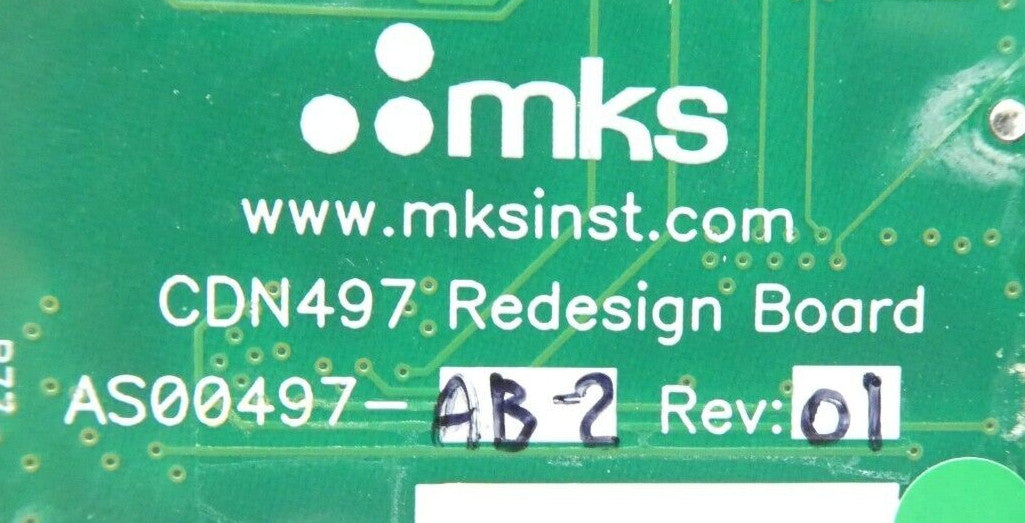 mks
www.mksinst.com
CDN497 Redesign Board
AS00497-AB-2 Rev:01